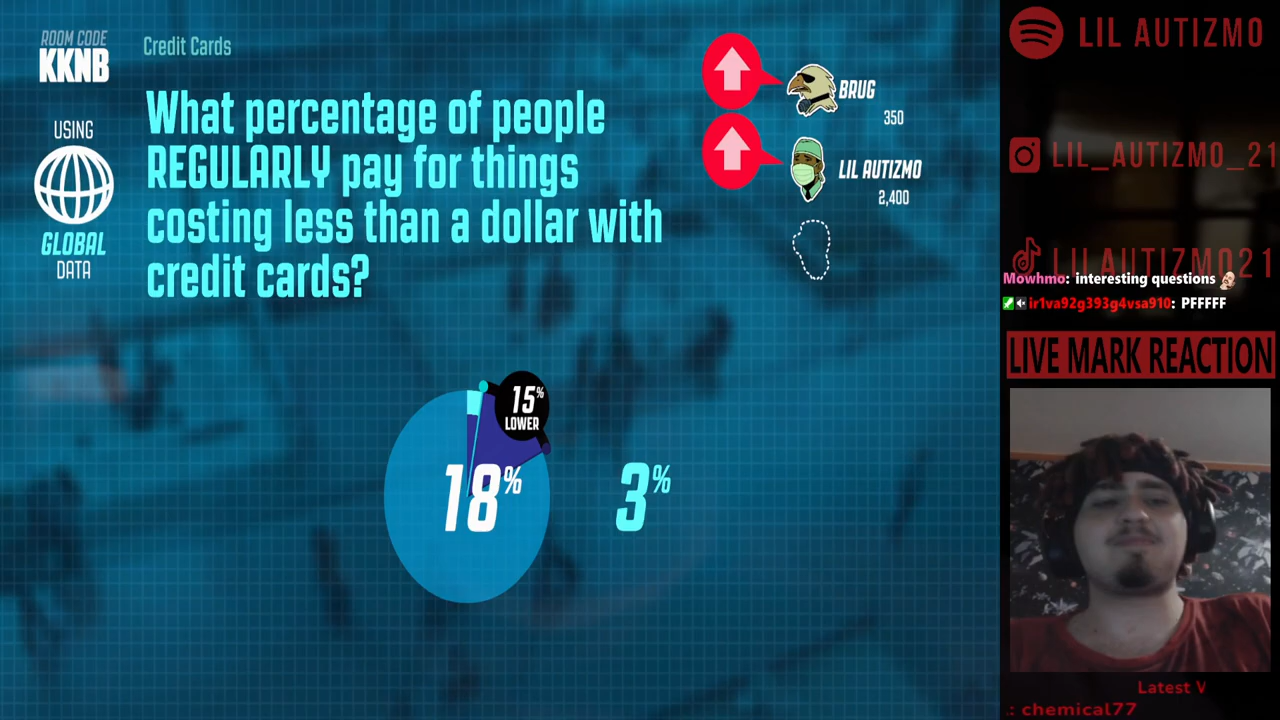 ROOM CODE
KKNB
Credit Cards
USING
GLOBAL
DATA
What percentage of people
REGULARLY pay for things
costing less than a dollar with
credit cards?
BRUG
350
LIL AUTIZMO
2,400
15%
LOWER
18%
3%
LIL AUTIZMO
LIL_AUTIZMO_21
LILAUTIZMO21
Mowhmo: interesting questions
ir1va92g393g4vsa910: PFFFFF
LIVE MARK REACTION
Latest V
.: chemical77